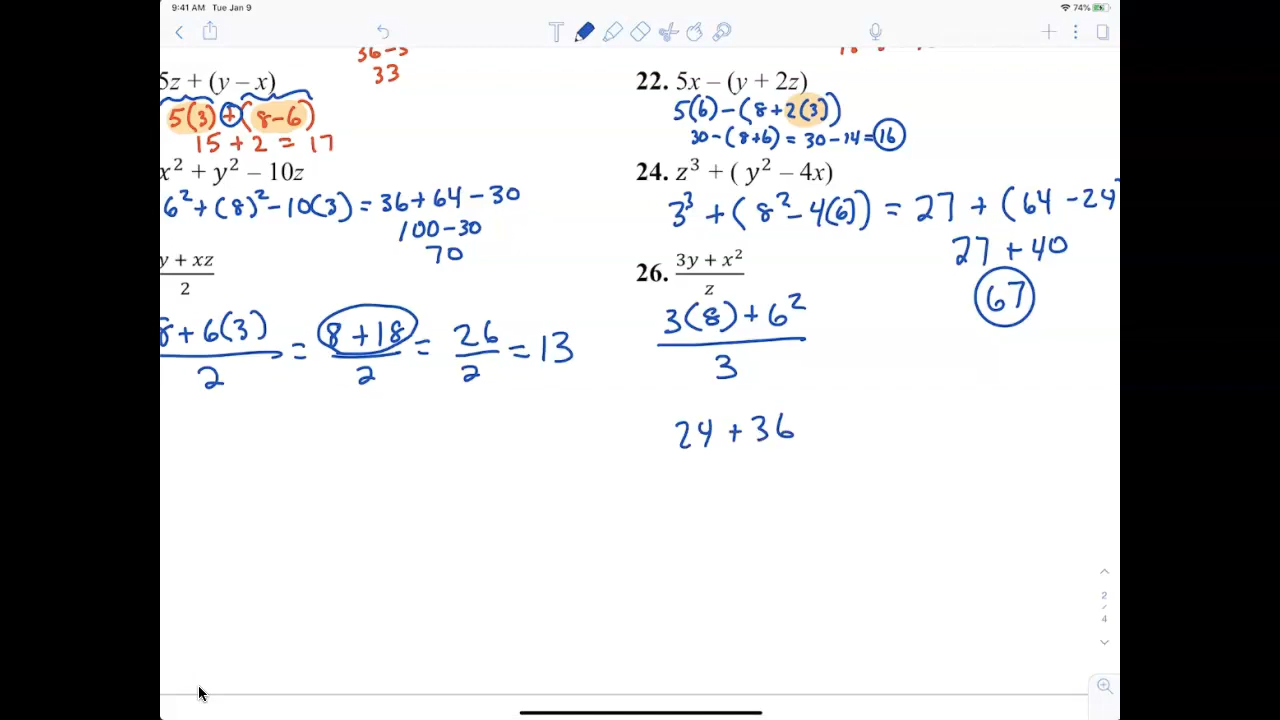 9:41 AM Tue Jan 9
74%
T
36-3
33
5z + (y – x)
5(3) + (8-6)
15 + 2 = 17
x² + y² – 10z
6² + (8)² - 10(3) = 36 + 64 - 30
100 - 30
70
y + xz
2
8 + 6(3) = 8 + 18 = 26 = 13
2 2 2
22. 5x – (y + 2z)
5(6) - (8 + 2(3))
30 - (8+6) = 30 - 14 = 16
24. z³ + ( y² – 4x)
3³ + (8² - 4(6)) = 27 + (64 - 24
27 + 40
67
26. 3y + x²
z
3(8) + 6²
3
24 + 36
2
/
4